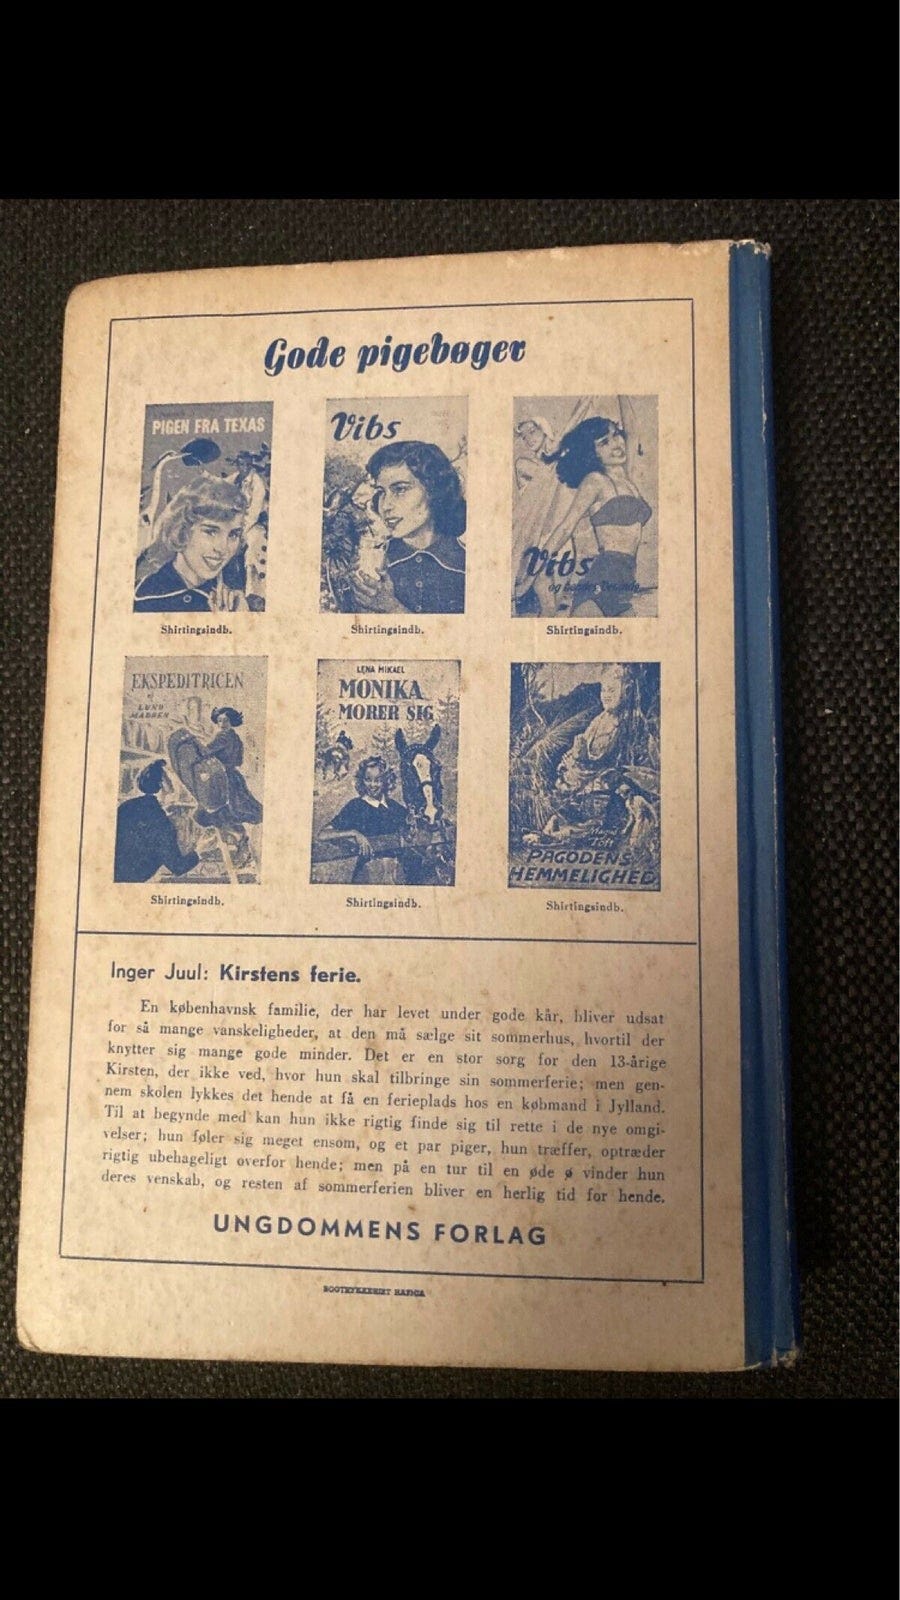 Gode pigebøger
PIGEN FRA TEXAS
Vibs
Vibs
og hendes
Shirtingsindb.
Shirtingsindb.
Shirtingsindb.
EKSPEDITRICEN
af
LUND
MADSEN
LENA MIKAEL
MONIKA
MORER SIG
PAGODENS
HEMMELIGHED
Shirtingsindb.
Shirtingsindb.
Shirtingsindb.
Inger Juul: Kirstens ferie.
En københavnsk familie, der har levet under gode kår, bliver udsat
for så mange vanskeligheder, at den må sælge sit sommerhus, hvortil der
knytter sig mange gode minder. Det er en stor sorg for den 13-årige
Kirsten, der ikke ved, hvor hun skal tilbringe sin sommerferie; men gen-
nem skolen lykkes det hende at få en ferieplads hos en købmand i Jylland.
Til at begynde med kan hun ikke rigtig finde sig til rette i de nye omgi-
velser; hun føler sig meget ensom, og et par piger, hun træffer, optræder
rigtig ubehageligt overfor hende; men på en tur til en øde ø vinder hun
deres venskab, og resten af sommerferien bliver en herlig tid for hende.
UNGDOMMENS FORLAG
BOGTRYKKERIET HAFNIA